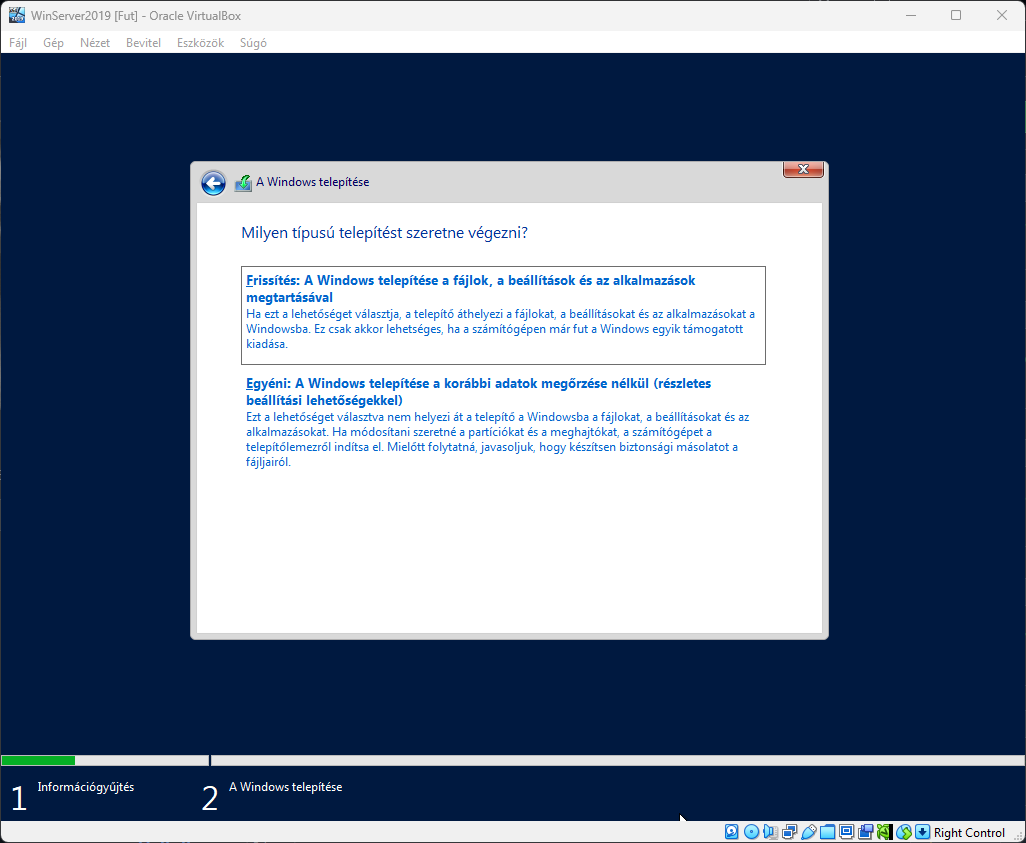 WinServer2019 [Fut] - Oracle VirtualBox
Fájl Gép Nézet Bevitel Eszközök Súgó
A Windows telepítése
Milyen típusú telepítést szeretne végezni?
Frissítés: A Windows telepítése a fájlok, a beállítások és az alkalmazások
megtartásával
Ha ezt a lehetőséget választja, a telepítő áthelyezi a fájlokat, a beállításokat és az alkalmazásokat a
Windowsba. Ez csak akkor lehetséges, ha a számítógépen már fut a Windows egyik támogatott
kiadása.
Egyéni: A Windows telepítése a korábbi adatok megőrzése nélkül (részletes
beállítási lehetőségekkel)
Ezt a lehetőséget választva nem helyezi át a telepítő a Windowsba a fájlokat, a beállításokat és az
alkalmazásokat. Ha módosítani szeretné a partíciókat és a meghajtókat, a számítógépet a
telepítőlemezről indítsa el. Mielőtt folytatná, javasoljuk, hogy készítsen biztonsági másolatot a
fájljairól.
1 Információgyűjtés 2 A Windows telepítése
Right Control